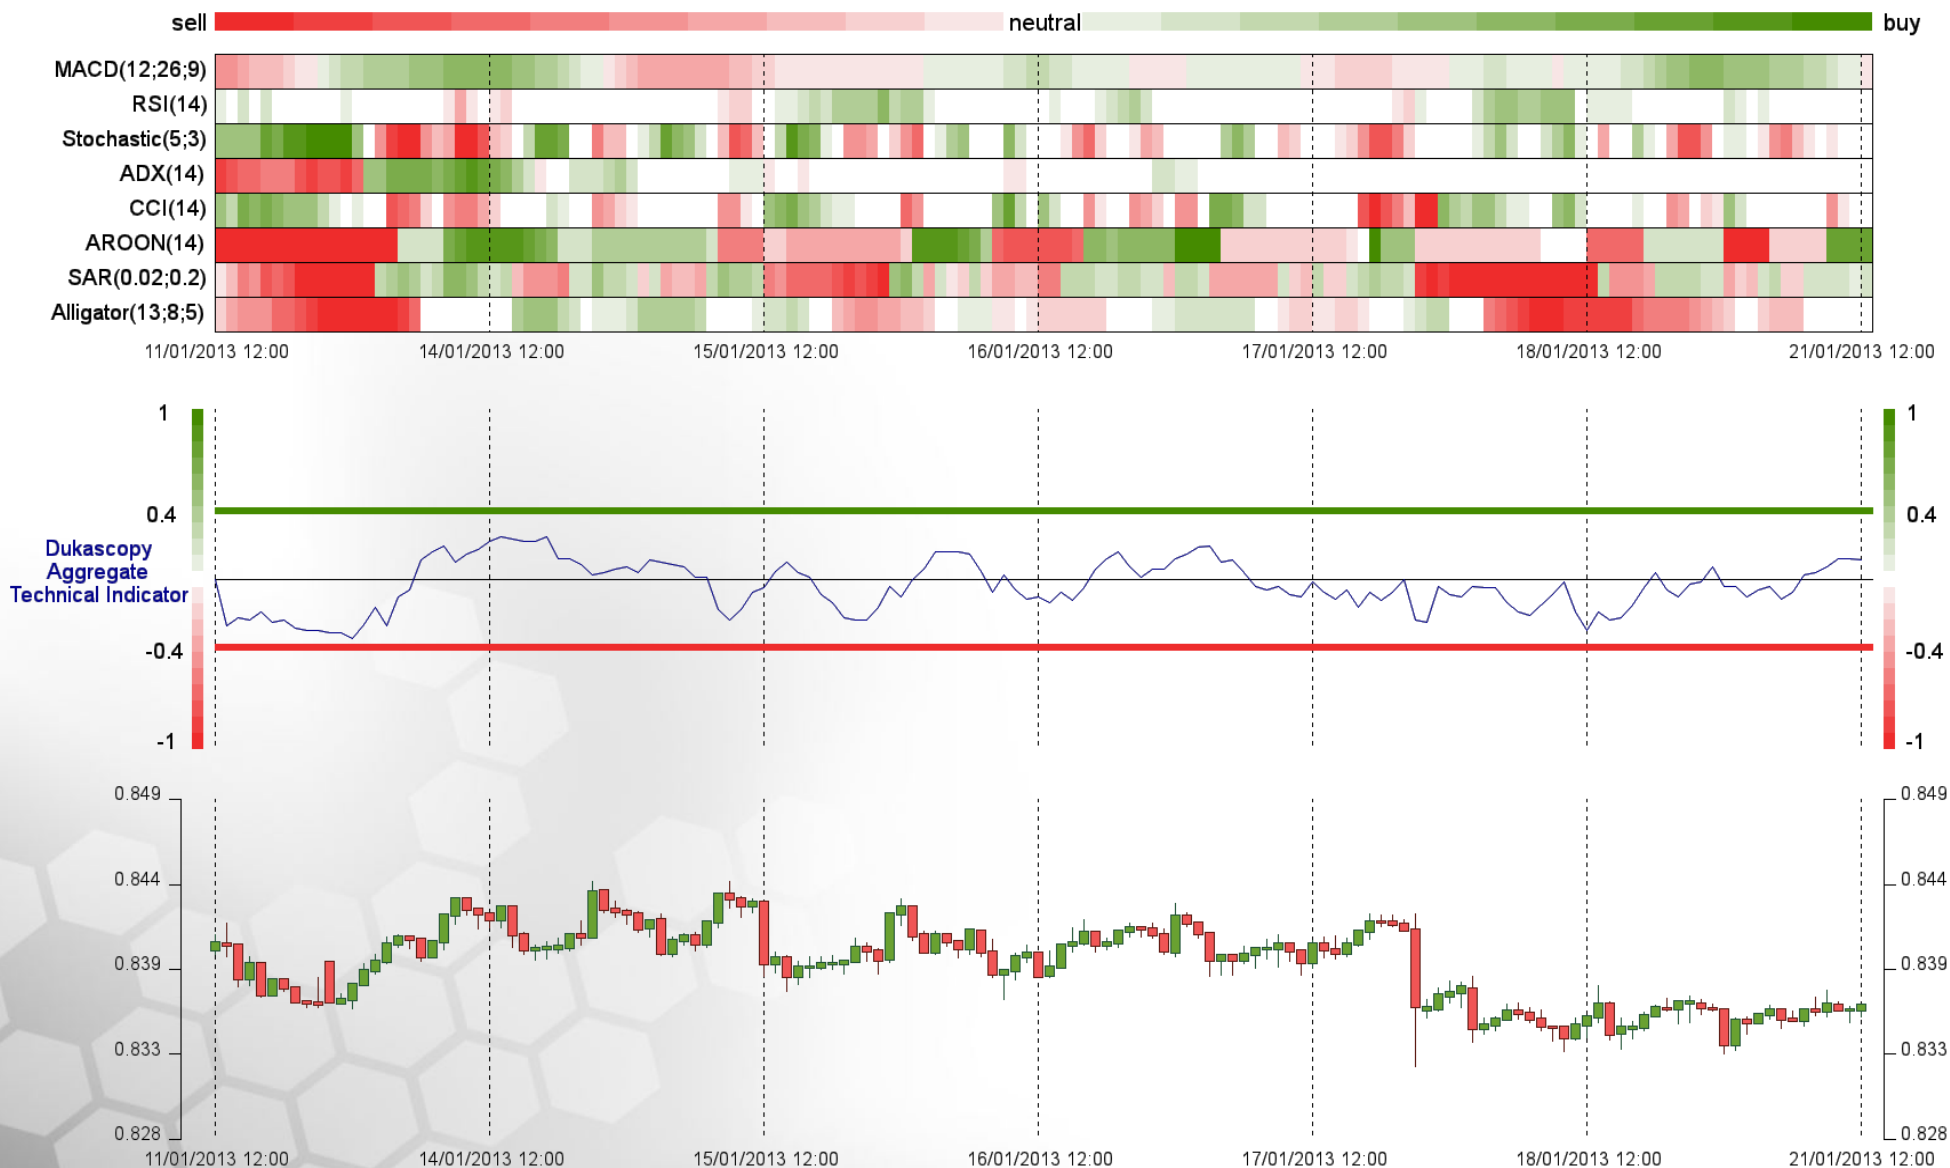 sell neutral buy
MACD(12;26;9)
RSI(14)
Stochastic(5;3)
ADX(14)
CCI(14)
AROON(14)
SAR(0.02;0.2)
Alligator(13;8;5)
11/01/2013 12:00 14/01/2013 12:00 15/01/2013 12:00 16/01/2013 12:00 17/01/2013 12:00 18/01/2013 12:00 21/01/2013 12:00
1 1
0.4 0.4
Dukascopy
Aggregate
Technical Indicator
-0.4 -0.4
-1 -1
0.849 0.849
0.844 0.844
0.839 0.839
0.833 0.833
0.828 0.828
11/01/2013 12:00 14/01/2013 12:00 15/01/2013 12:00 16/01/2013 12:00 17/01/2013 12:00 18/01/2013 12:00 21/01/2013 12:00